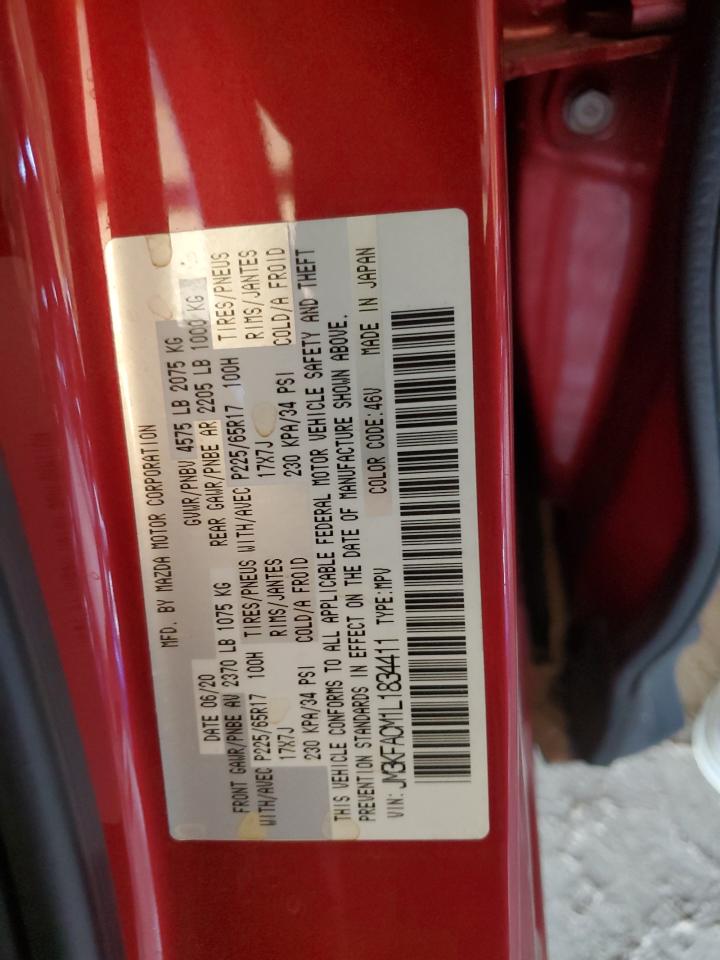 MFD. BY MAZDA MOTOR CORPORATION
DATE 06/20 GVWR/PNBV 4575 LB 2075 KG
FRONT GAWR/PNBE AV 2370 LB 1075 KG REAR GAWR/PNBE AR 2205 LB 1000 KG
WITH/AVEC P225/65R17 100H TIRES/PNEUS WITH/AVEC P225/65R17 100H TIRES/PNEUS
17X7J RIMS/JANTES 17X7J RIMS/JANTES
230 KPA/34 PSI COLD/A FROID 230 KPA/34 PSI COLD/A FROID
THIS VEHICLE CONFORMS TO ALL APPLICABLE FEDERAL MOTOR VEHICLE SAFETY AND THEFT
PREVENTION STANDARDS IN EFFECT ON THE DATE OF MANUFACTURE SHOWN ABOVE.
VIN: JM3KFACM1L1834411 TYPE:MPV COLOR CODE:46V MADE IN JAPAN